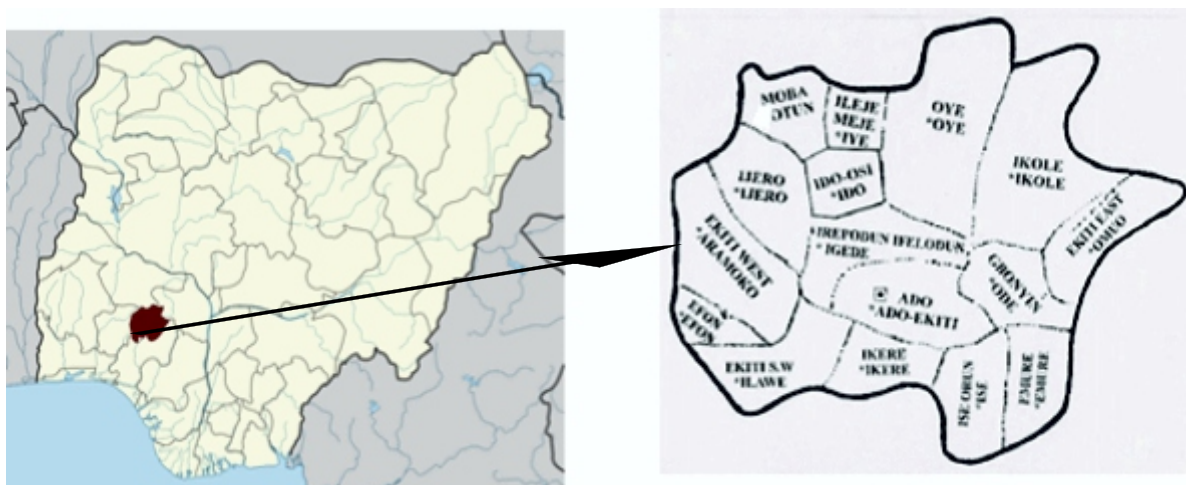 MOBA
OTUN
ILEJE
MEJE
*IYE
OYE
*OYE
IKOLE
*IKOLE
IJERO
*IJERO
IDO-OSI
*IDO
EKITI EAST
*OMUO
EKITI WEST
*ARAMOKO
*IREPODUN IFELODUN
*IGEDE
GBONYIN
*ODE
ADO
*ADO-EKITI
EFON
*EFON
EKITI S.W
*ILAWE
IKERE
*IKERE
ISE ORUN
*ISE
EMURE
*EMURE